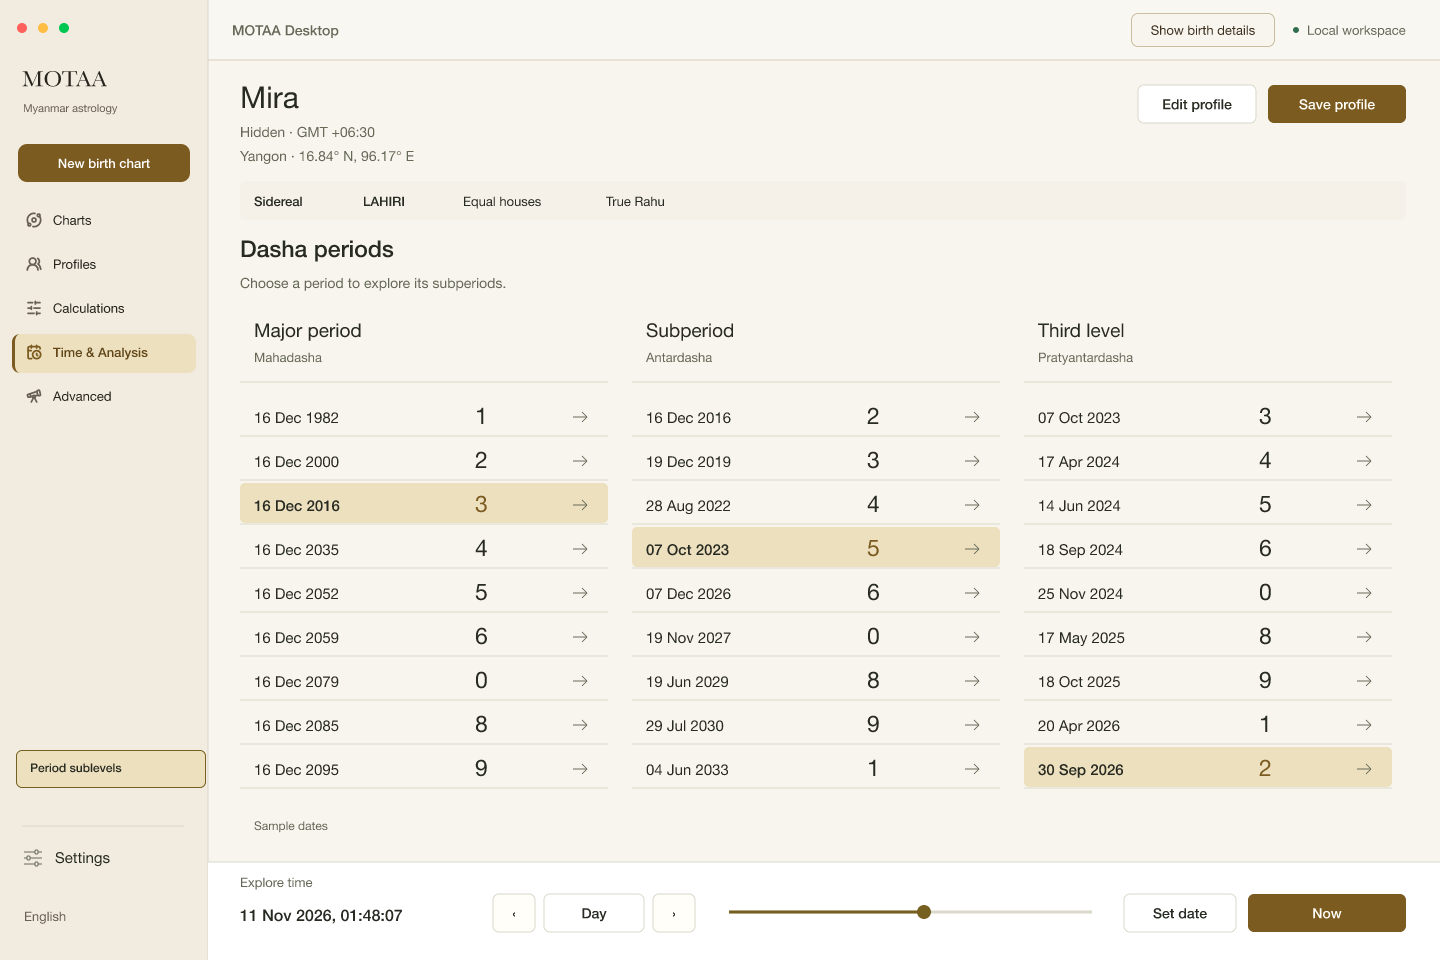 MOTAA
Myanmar astrology
New birth chart
Charts
Profiles
Calculations
Time & Analysis
Advanced
Period sublevels
Settings
English
MOTAA Desktop
Show birth details
Local workspace
Mira
Hidden · GMT +06:30
Yangon · 16.84° N, 96.17° E
Edit profile
Save profile
Sidereal LAHIRI Equal houses True Rahu
Dasha periods
Choose a period to explore its subperiods.
Major period
Mahadasha
16 Dec 1982 1 →
16 Dec 2000 2 →
16 Dec 2016 3 →
16 Dec 2035 4 →
16 Dec 2052 5 →
16 Dec 2059 6 →
16 Dec 2079 0 →
16 Dec 2085 8 →
16 Dec 2095 9 →
Subperiod
Antardasha
16 Dec 2016 2 →
19 Dec 2019 3 →
28 Aug 2022 4 →
07 Oct 2023 5 →
07 Dec 2026 6 →
19 Nov 2027 0 →
19 Jun 2029 8 →
29 Jul 2030 9 →
04 Jun 2033 1 →
Third level
Pratyantardasha
07 Oct 2023 3 →
17 Apr 2024 4 →
14 Jun 2024 5 →
18 Sep 2024 6 →
25 Nov 2024 0 →
17 May 2025 8 →
18 Oct 2025 9 →
20 Apr 2026 1 →
30 Sep 2026 2 →
Sample dates
Explore time
11 Nov 2026, 01:48:07
‹ Day ›
Set date
Now